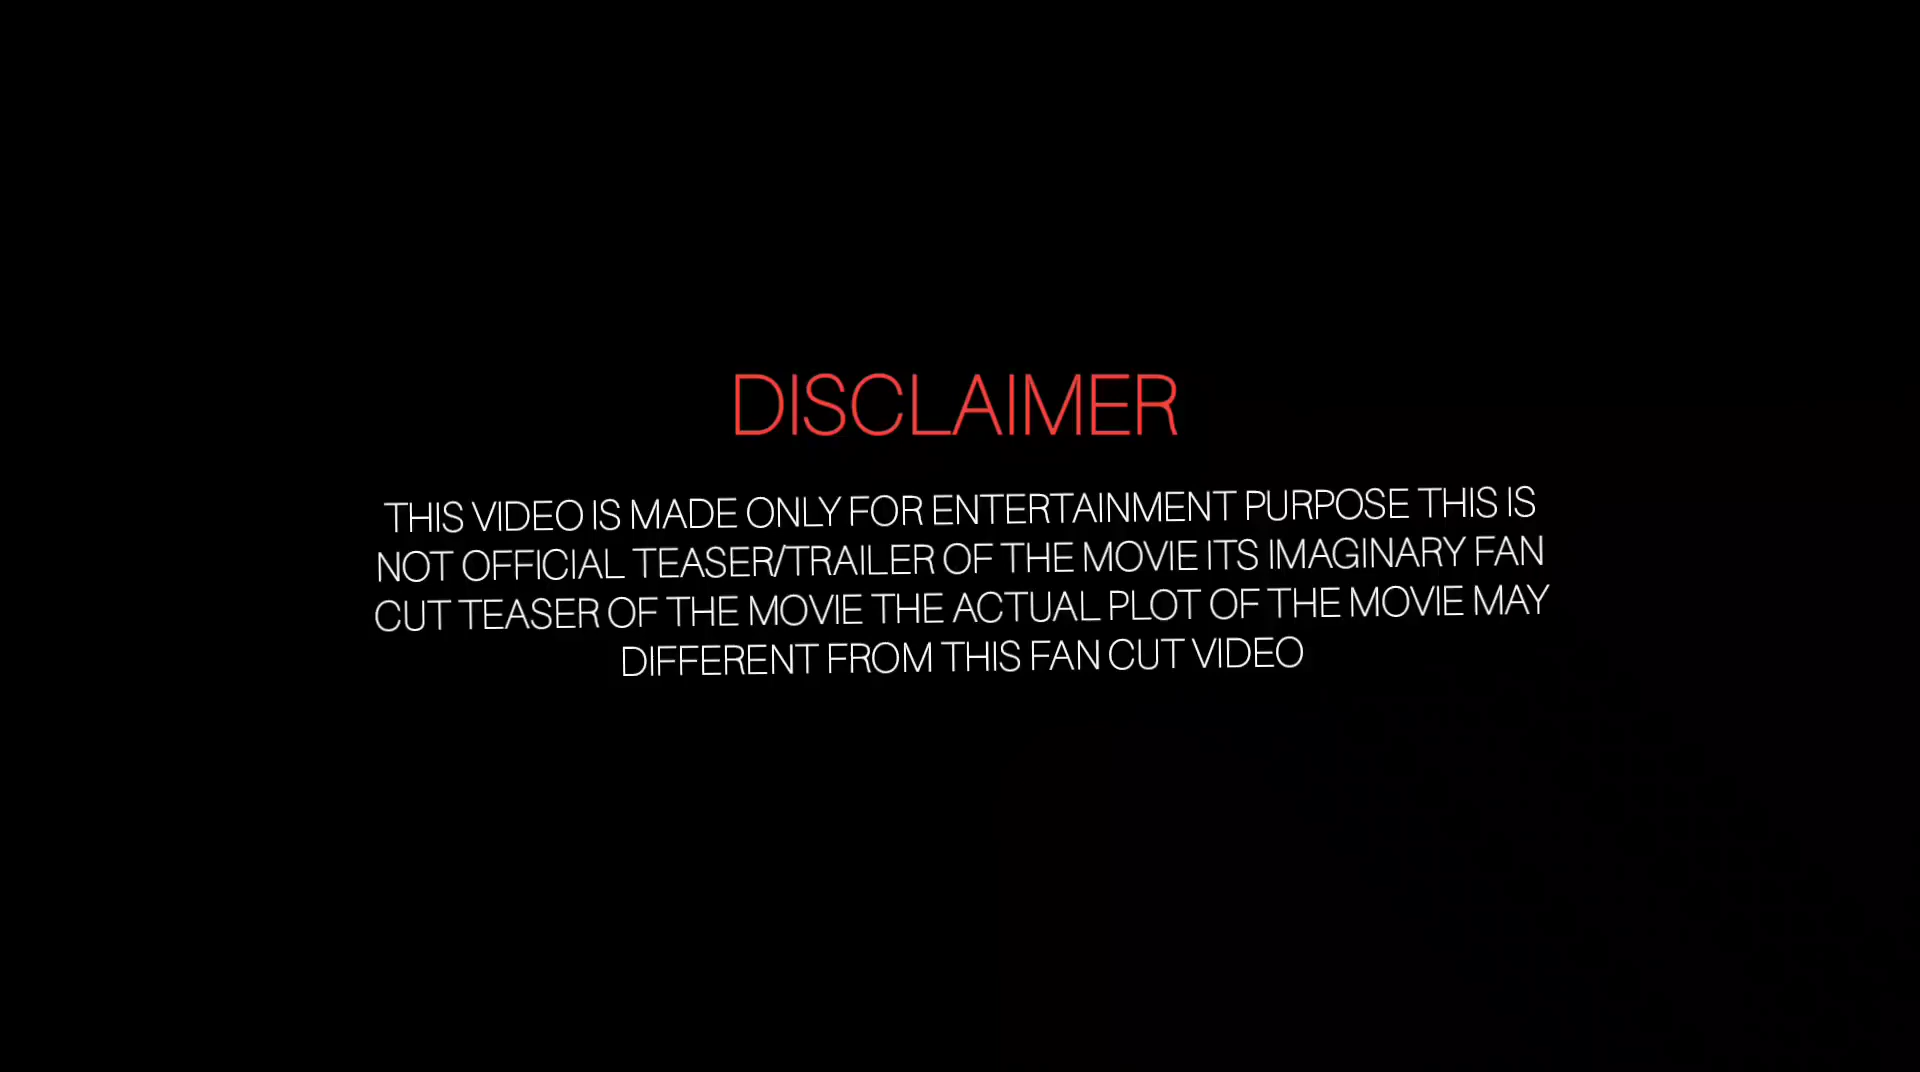 DISCLAIMER
THIS VIDEO IS MADE ONLY FOR ENTERTAINMENT PURPOSE THIS IS
NOT OFFICIAL TEASER/TRAILER OF THE MOVIE ITS IMAGINARY FAN
CUT TEASER OF THE MOVIE THE ACTUAL PLOT OF THE MOVIE MAY
DIFFERENT FROM THIS FAN CUT VIDEO